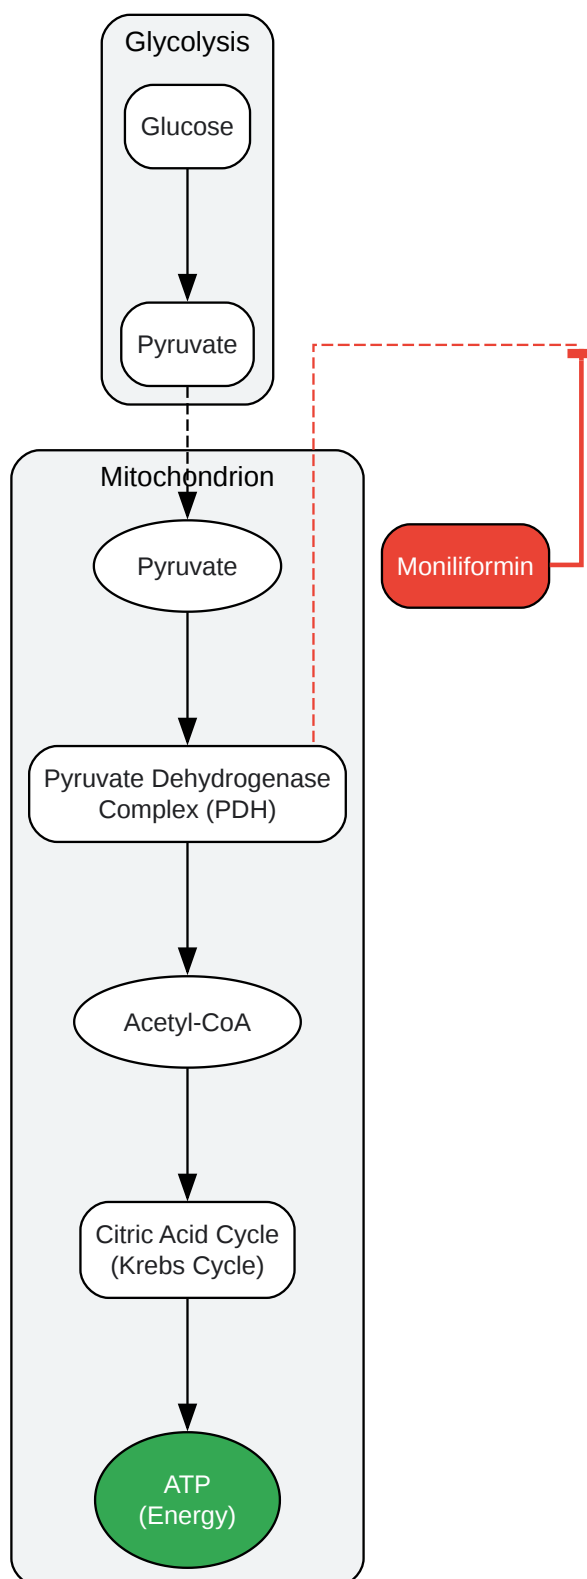 Glycolysis
Glucose
Pyruvate
Mitochondrion
Pyruvate
Moniliformin
Pyruvate Dehydrogenase
Complex (PDH)
Acetyl-CoA
Citric Acid Cycle
(Krebs Cycle)
ATP
(Energy)